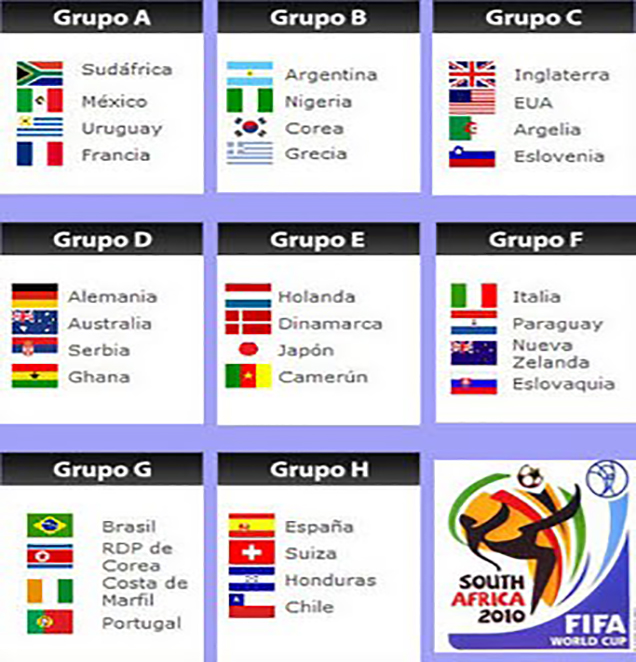 Grupo A
Sudáfrica
México
Uruguay
Francia
Grupo B
Argentina
Nigeria
Corea
Grecia
Grupo C
Inglaterra
EUA
Argelia
Eslovenia
Grupo D
Alemania
Australia
Serbia
Ghana
Grupo E
Holanda
Dinamarca
Japón
Camerún
Grupo F
Italia
Paraguay
Nueva
Zelanda
Eslovaquia
Grupo G
Brasil
RDP de
Corea
Costa de
Marfil
Portugal
Grupo H
España
Suiza
Honduras
Chile
SOUTH
AFRICA
2010
FIFA
WORLD CUP